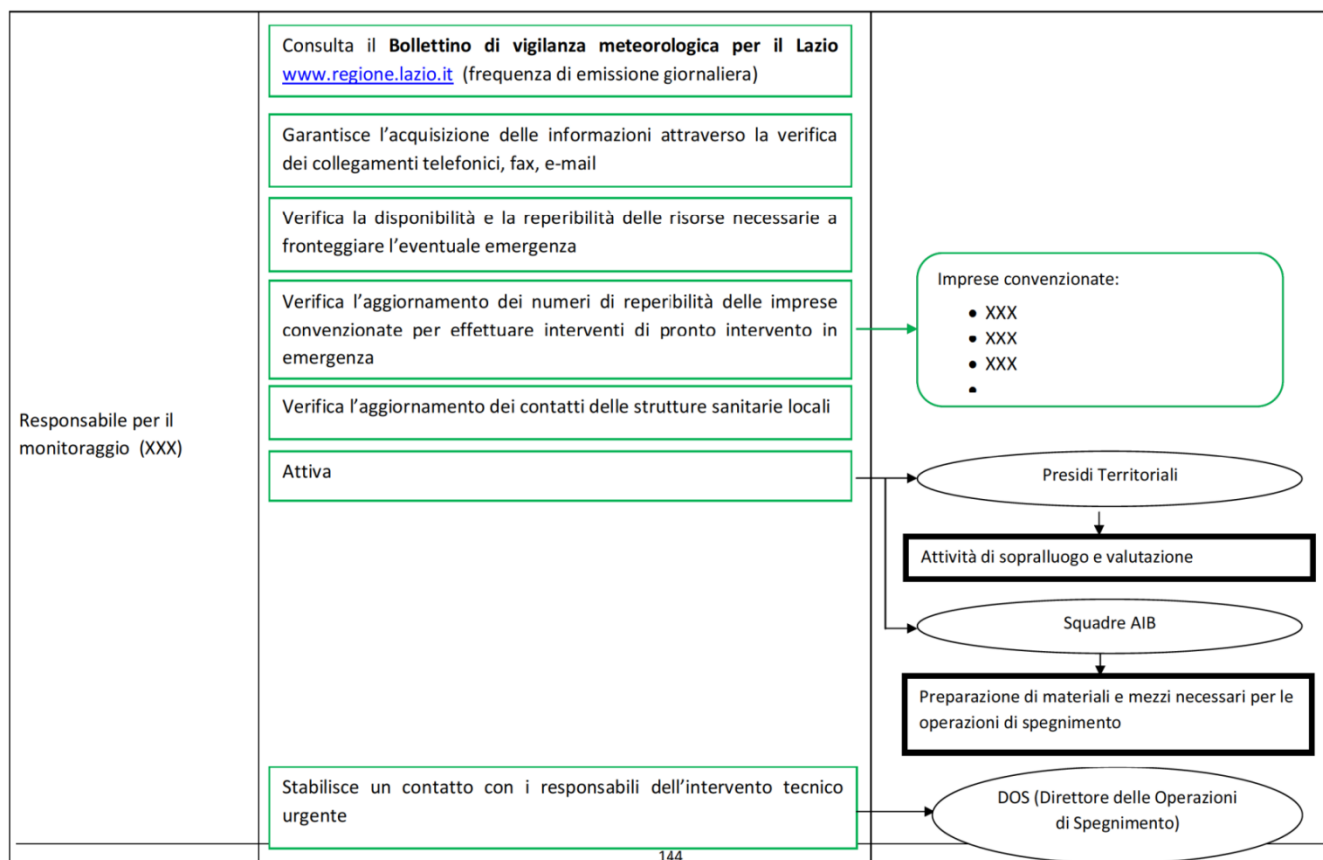 Consulta il Bollettino di vigilanza meteorologica per il Lazio
www.regione.lazio.it (frequenza di emissione giornaliera)
Garantisce l'acquisizione delle informazioni attraverso la verifica
dei collegamenti telefonici, fax, e-mail
Verifica la disponibilità e la reperibilità delle risorse necessarie a
fronteggiare l'eventuale emergenza
Verifica l'aggiornamento dei numeri di reperibilità delle imprese
convenzionate per effettuare interventi di pronto intervento in
emergenza
Imprese convenzionate:
• XXX
• XXX
• XXX
•
Verifica l'aggiornamento dei contatti delle strutture sanitarie locali
Responsabile per il
monitoraggio (XXX)
Attiva
Presidi Territoriali
Attività di sopralluogo e valutazione
Squadre AIB
Preparazione di materiali e mezzi necessari per le
operazioni di spegnimento
Stabilisce un contatto con i responsabili dell'intervento tecnico
urgente
DOS (Direttore delle Operazioni
di Spegnimento)
144